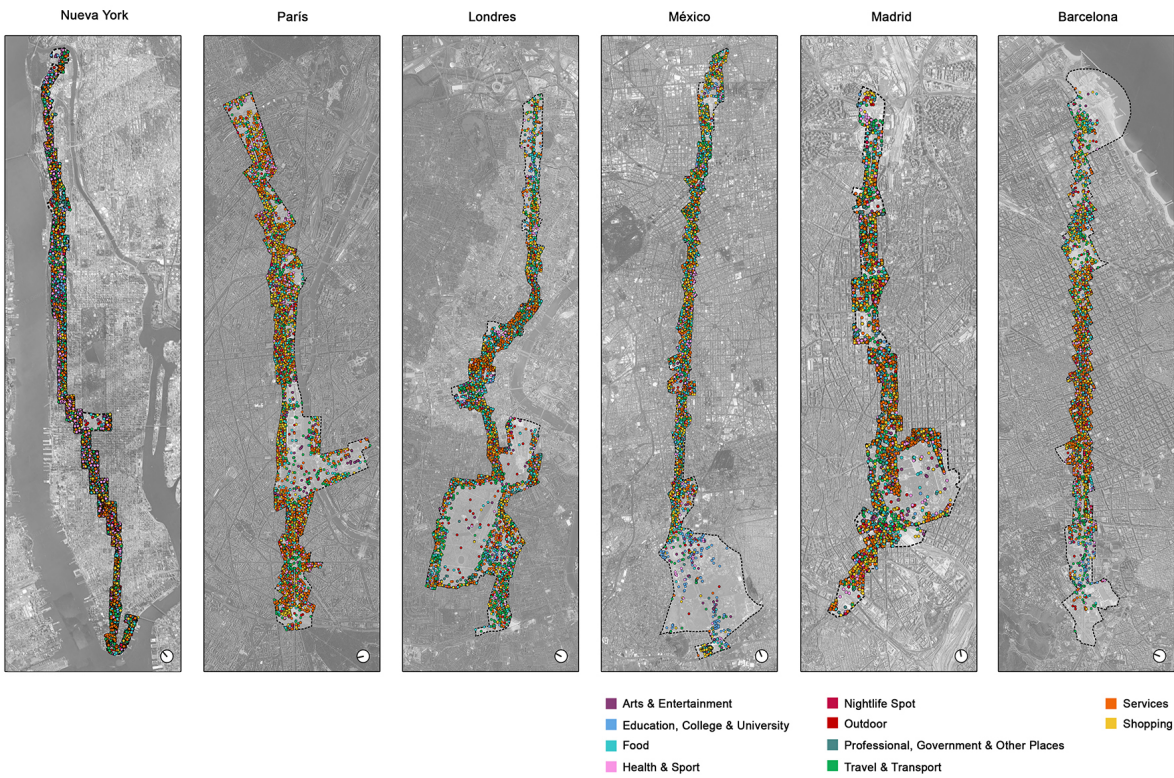 Nueva York
París
Londres
México
Madrid
Barcelona
Arts & Entertainment
Education, College & University
Food
Health & Sport
Nightlife Spot
Outdoor
Professional, Government & Other Places
Travel & Transport
Services
Shopping